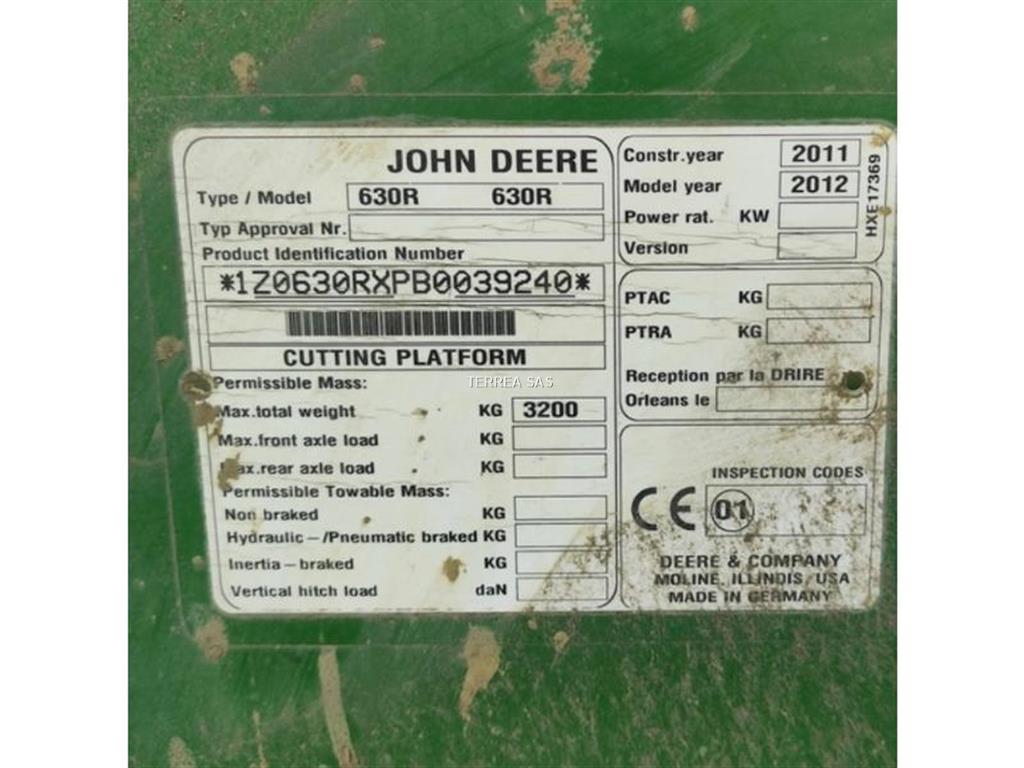 JOHN DEERE
Type / Model 630R 630R
Typ Approval Nr.
Product Identification Number
*1Z0630RXPB0039240*
CUTTING PLATFORM
Permissible Mass:
Max.total weight KG 3200
Max.front axle load KG
Max.rear axle load KG
Permissible Towable Mass:
Non braked KG
Hydraulic-/Pneumatic braked KG
Inertia-braked KG
Vertical hitch load daN
Constr.year 2011
Model year 2012
Power rat. KW
Version
HXE17369
PTAC KG
PTRA KG
Reception par la DRIRE
Orleans le
INSPECTION CODES
CE 01
DEERE & COMPANY
MOLINE, ILLINOIS, USA
MADE IN GERMANY
TERREA SAS